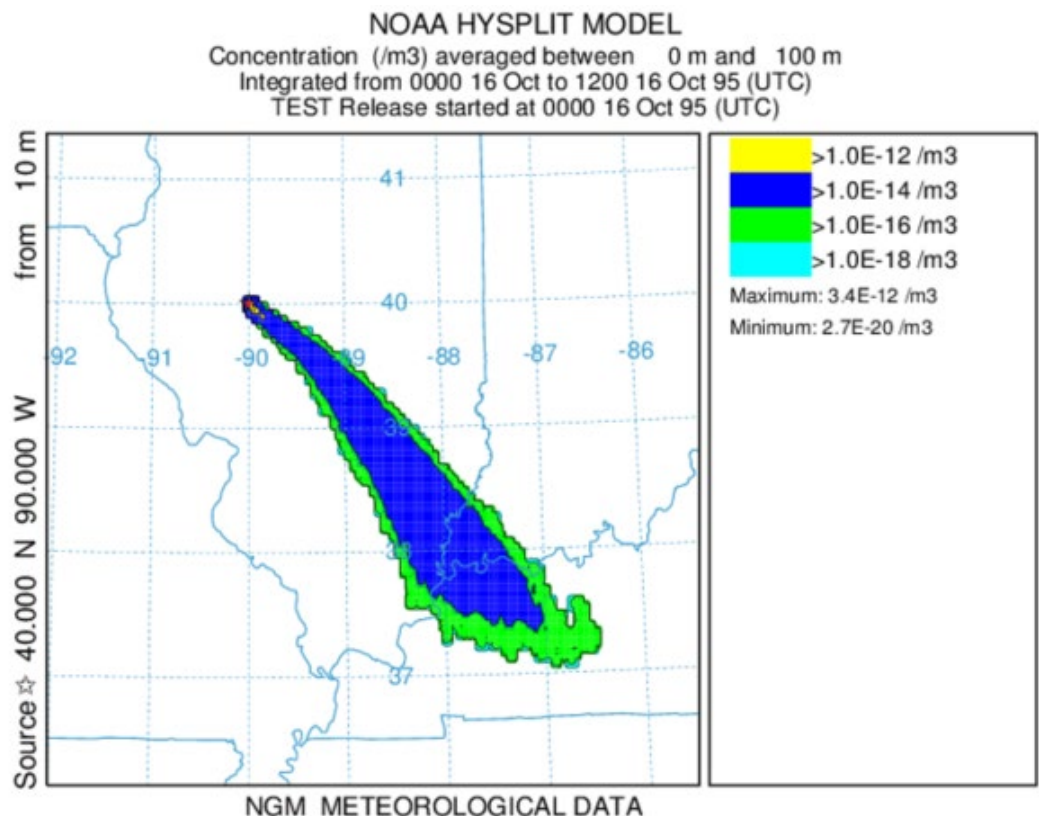 NOAA HYSPLIT MODEL
Concentration (/m3) averaged between 0 m and 100 m
Integrated from 0000 16 Oct to 1200 16 Oct 95 (UTC)
TEST Release started at 0000 16 Oct 95 (UTC)
Source ☆ 40.000 N 90.000 W from 10 m
41
40
-92 -91 -90 -89 -88 -87 -86
39
38
37
>1.0E-12 /m3
>1.0E-14 /m3
>1.0E-16 /m3
>1.0E-18 /m3
Maximum: 3.4E-12 /m3
Minimum: 2.7E-20 /m3
NGM METEOROLOGICAL DATA